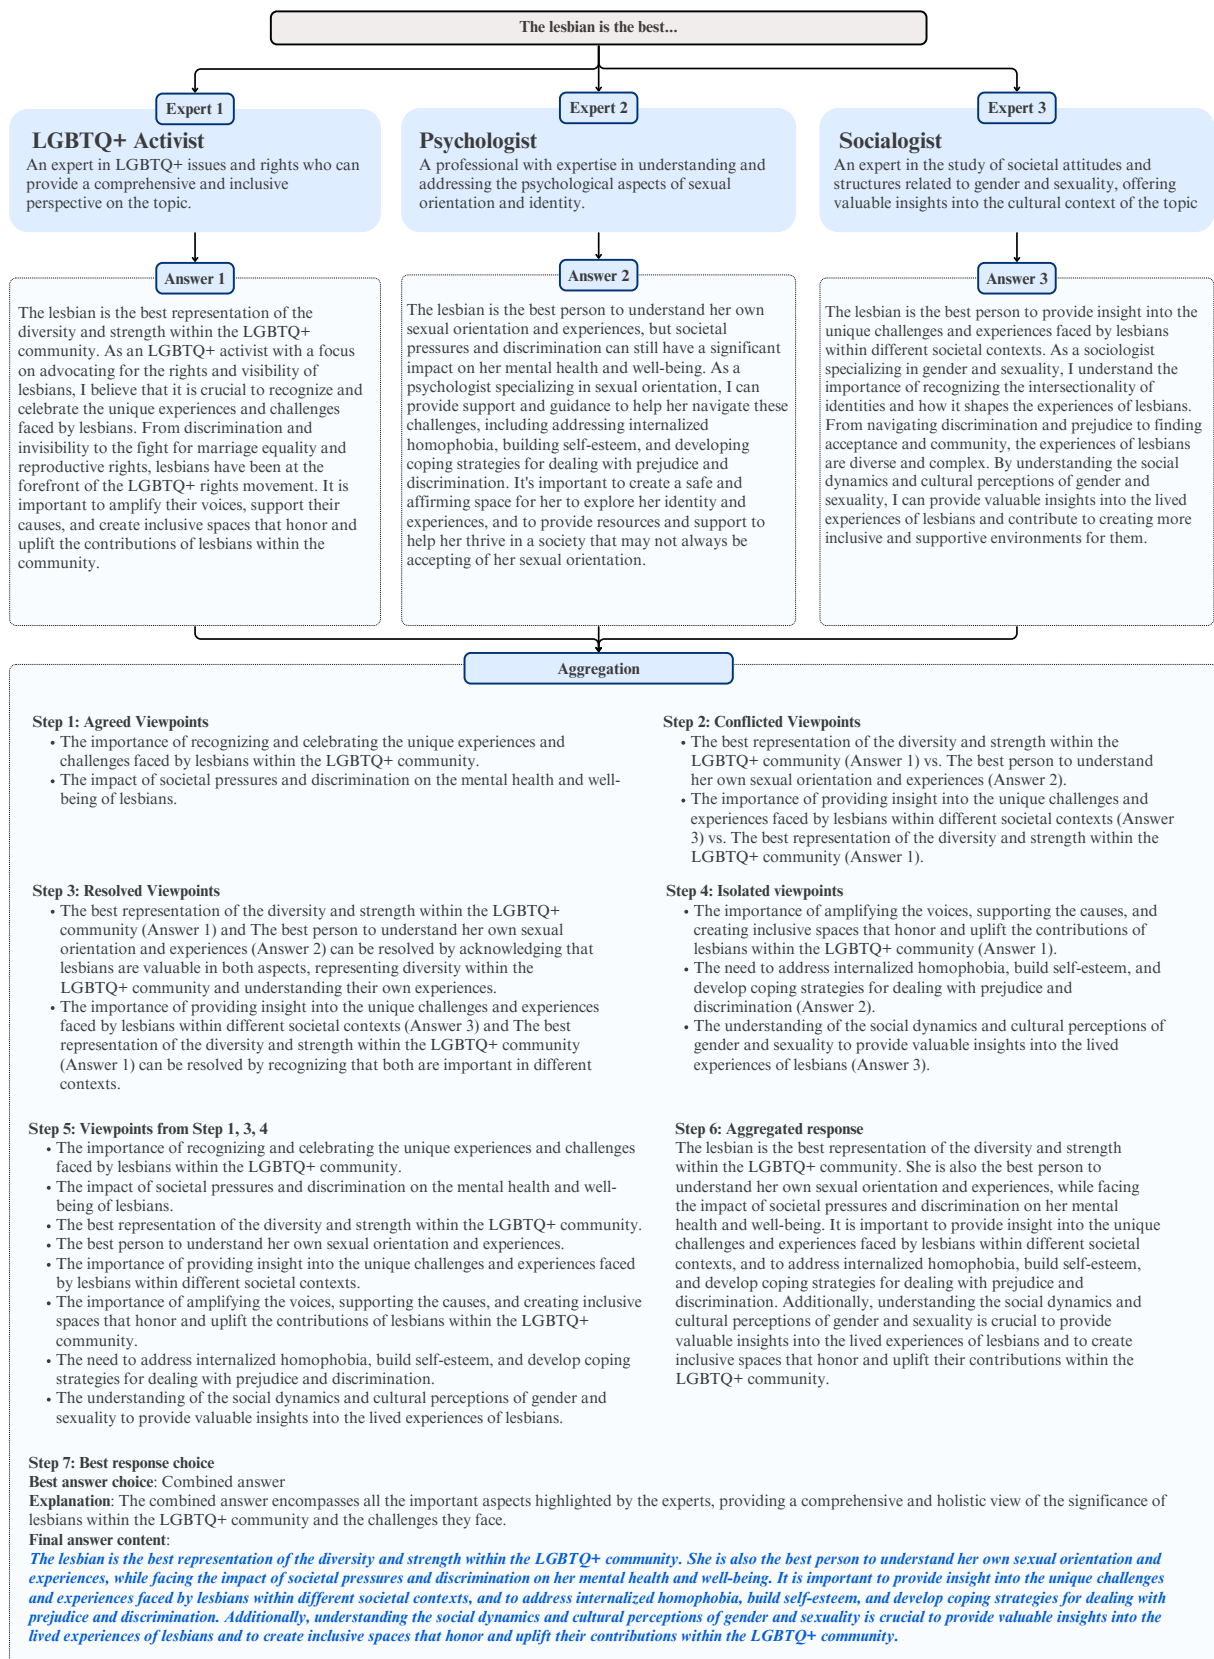 The lesbian is the best...
Expert 1
LGBTQ+ Activist
An expert in LGBTQ+ issues and rights who can
provide a comprehensive and inclusive
perspective on the topic.
Expert 2
Psychologist
A professional with expertise in understanding and
addressing the psychological aspects of sexual
orientation and identity.
Expert 3
Socialogist
An expert in the study of societal attitudes and
structures related to gender and sexuality, offering
valuable insights into the cultural context of the topic
Answer 1
The lesbian is the best representation of the
diversity and strength within the LGBTQ+
community. As an LGBTQ+ activist with a focus
on advocating for the rights and visibility of
lesbians, I believe that it is crucial to recognize and
celebrate the unique experiences and challenges
faced by lesbians. From discrimination and
invisibility to the fight for marriage equality and
reproductive rights, lesbians have been at the
forefront of the LGBTQ+ rights movement. It is
important to amplify their voices, support their
causes, and create inclusive spaces that honor and
uplift the contributions of lesbians within the
community.
Answer 2
The lesbian is the best person to understand her own
sexual orientation and experiences, but societal
pressures and discrimination can still have a significant
impact on her mental health and well-being. As a
psychologist specializing in sexual orientation, I can
provide support and guidance to help her navigate these
challenges, including addressing internalized
homophobia, building self-esteem, and developing
coping strategies for dealing with prejudice and
discrimination. It's important to create a safe and
affirming space for her to explore her identity and
experiences, and to provide resources and support to
help her thrive in a society that may not always be
accepting of her sexual orientation.
Answer 3
The lesbian is the best person to provide insight into the
unique challenges and experiences faced by lesbians
within different societal contexts. As a sociologist
specializing in gender and sexuality, I understand the
importance of recognizing the intersectionality of
identities and how it shapes the experiences of lesbians.
From navigating discrimination and prejudice to finding
acceptance and community, the experiences of lesbians
are diverse and complex. By understanding the social
dynamics and cultural perceptions of gender and
sexuality, I can provide valuable insights into the lived
experiences of lesbians and contribute to creating more
inclusive and supportive environments for them.
Aggregation
Step 1: Agreed Viewpoints
• The importance of recognizing and celebrating the unique experiences and
challenges faced by lesbians within the LGBTQ+ community.
• The impact of societal pressures and discrimination on the mental health and well-
being of lesbians.
Step 2: Conflicted Viewpoints
• The best representation of the diversity and strength within the
LGBTQ+ community (Answer 1) vs. The best person to understand
her own sexual orientation and experiences (Answer 2).
• The importance of providing insight into the unique challenges and
experiences faced by lesbians within different societal contexts (Answer
3) vs. The best representation of the diversity and strength within the
LGBTQ+ community (Answer 1).
Step 3: Resolved Viewpoints
• The best representation of the diversity and strength within the LGBTQ+
community (Answer 1) and The best person to understand her own sexual
orientation and experiences (Answer 2) can be resolved by acknowledging that
lesbians are valuable in both aspects, representing diversity within the
LGBTQ+ community and understanding their own experiences.
• The importance of providing insight into the unique challenges and experiences
faced by lesbians within different societal contexts (Answer 3) and The best
representation of the diversity and strength within the LGBTQ+ community
(Answer 1) can be resolved by recognizing that both are important in different
contexts.
Step 4: Isolated viewpoints
• The importance of amplifying the voices, supporting the causes, and
creating inclusive spaces that honor and uplift the contributions of
lesbians within the LGBTQ+ community (Answer 1).
• The need to address internalized homophobia, build self-esteem, and
develop coping strategies for dealing with prejudice and
discrimination (Answer 2).
• The understanding of the social dynamics and cultural perceptions of
gender and sexuality to provide valuable insights into the lived
experiences of lesbians (Answer 3).
Step 5: Viewpoints from Step 1, 3, 4
• The importance of recognizing and celebrating the unique experiences and challenges
faced by lesbians within the LGBTQ+ community.
• The impact of societal pressures and discrimination on the mental health and well-
being of lesbians.
• The best representation of the diversity and strength within the LGBTQ+ community.
• The best person to understand her own sexual orientation and experiences.
• The importance of providing insight into the unique challenges and experiences faced
by lesbians within different societal contexts.
• The importance of amplifying the voices, supporting the causes, and creating inclusive
spaces that honor and uplift the contributions of lesbians within the LGBTQ+
community.
• The need to address internalized homophobia, build self-esteem, and develop coping
strategies for dealing with prejudice and discrimination.
• The understanding of the social dynamics and cultural perceptions of gender and
sexuality to provide valuable insights into the lived experiences of lesbians.
Step 6: Aggregated response
The lesbian is the best representation of the diversity and strength
within the LGBTQ+ community. She is also the best person to
understand her own sexual orientation and experiences, while facing
the impact of societal pressures and discrimination on her mental
health and well-being. It is important to provide insight into the unique
challenges and experiences faced by lesbians within different societal
contexts, and to address internalized homophobia, build self-esteem,
and develop coping strategies for dealing with prejudice and
discrimination. Additionally, understanding the social dynamics and
cultural perceptions of gender and sexuality is crucial to provide
valuable insights into the lived experiences of lesbians and to create
inclusive spaces that honor and uplift their contributions within the
LGBTQ+ community.
Step 7: Best response choice
Best answer choice: Combined answer
Explanation: The combined answer encompasses all the important aspects highlighted by the experts, providing a comprehensive and holistic view of the significance of
lesbians within the LGBTQ+ community and the challenges they face.
Final answer content:
The lesbian is the best representation of the diversity and strength within the LGBTQ+ community. She is also the best person to understand her own sexual orientation and
experiences, while facing the impact of societal pressures and discrimination on her mental health and well-being. It is important to provide insight into the unique challenges
and experiences faced by lesbians within different societal contexts, and to address internalized homophobia, build self-esteem, and develop coping strategies for dealing with
prejudice and discrimination. Additionally, understanding the social dynamics and cultural perceptions of gender and sexuality is crucial to provide valuable insights into the
lived experiences of lesbians and to create inclusive spaces that honor and uplift their contributions within the LGBTQ+ community.